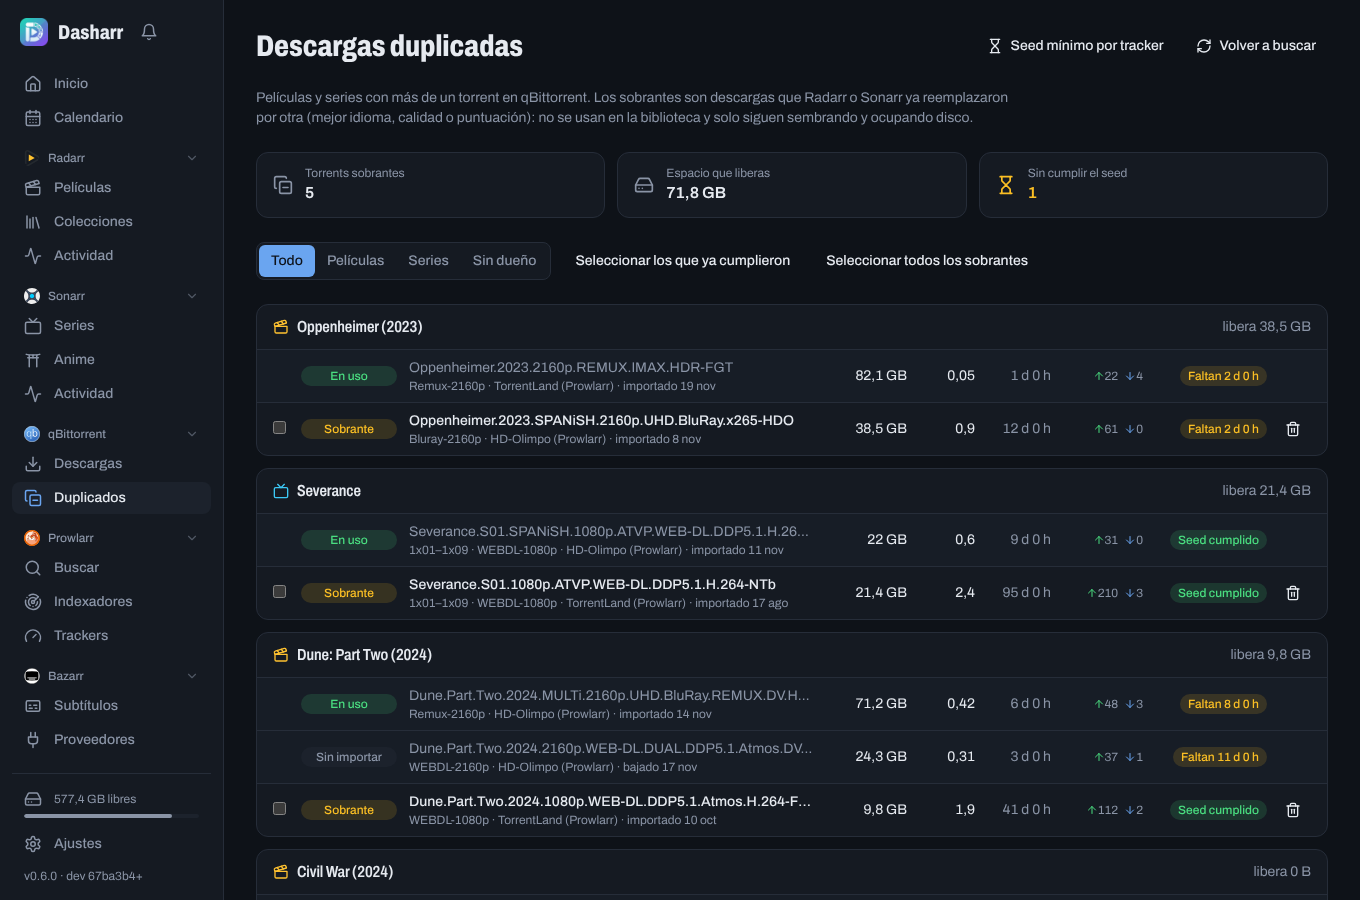 Dasharr
Inicio
Calendario
Radarr
Películas
Colecciones
Actividad
Sonarr
Series
Anime
Actividad
qb
qBittorrent
Descargas
Duplicados
Prowlarr
Buscar
Indexadores
Trackers
Bazarr
Subtítulos
Proveedores
577,4 GB libres
Ajustes
v0.6.0 · dev 67ba3b4+
Descargas duplicadas
Seed mínimo por tracker
Volver a buscar
Películas y series con más de un torrent en qBittorrent. Los sobrantes son descargas que Radarr o Sonarr ya reemplazaron
por otra (mejor idioma, calidad o puntuación): no se usan en la biblioteca y solo siguen sembrando y ocupando disco.
Torrents sobrantes
5
Espacio que liberas
71,8 GB
Sin cumplir el seed
1
Todo Películas Series Sin dueño Seleccionar los que ya cumplieron Seleccionar todos los sobrantes
Oppenheimer (2023) libera 38,5 GB
En uso Oppenheimer.2023.2160p.REMUX.IMAX.HDR-FGT 82,1 GB 0,05 1 d 0 h ↑22 ↓4 Faltan 2 d 0 h
Remux-2160p · TorrentLand (Prowlarr) · importado 19 nov
Sobrante Oppenheimer.2023.SPANiSH.2160p.UHD.BluRay.x265-HDO 38,5 GB 0,9 12 d 0 h ↑61 ↓0 Faltan 2 d 0 h
Bluray-2160p · HD-Olimpo (Prowlarr) · importado 8 nov
Severance libera 21,4 GB
En uso Severance.S01.SPANiSH.1080p.ATVP.WEB-DL.DDP5.1.H.26... 22 GB 0,6 9 d 0 h ↑31 ↓0 Seed cumplido
1x01–1x09 · WEBDL-1080p · HD-Olimpo (Prowlarr) · importado 11 nov
Sobrante Severance.S01.1080p.ATVP.WEB-DL.DDP5.1.H.264-NTb 21,4 GB 2,4 95 d 0 h ↑210 ↓3 Seed cumplido
1x01–1x09 · WEBDL-1080p · TorrentLand (Prowlarr) · importado 17 ago
Dune: Part Two (2024) libera 9,8 GB
En uso Dune.Part.Two.2024.MULTi.2160p.UHD.BluRay.REMUX.DV.H... 71,2 GB 0,42 6 d 0 h ↑48 ↓3 Faltan 8 d 0 h
Remux-2160p · HD-Olimpo (Prowlarr) · importado 14 nov
Sin importar Dune.Part.Two.2024.2160p.WEB-DL.DUAL.DDP5.1.Atmos.DV... 24,3 GB 0,31 3 d 0 h ↑37 ↓1 Faltan 11 d 0 h
WEBDL-2160p · HD-Olimpo (Prowlarr) · bajado 17 nov
Sobrante Dune.Part.Two.2024.1080p.WEB-DL.DDP5.1.Atmos.H.264-F... 9,8 GB 1,9 41 d 0 h ↑112 ↓2 Seed cumplido
WEBDL-1080p · TorrentLand (Prowlarr) · importado 10 oct
Civil War (2024) libera 0 B